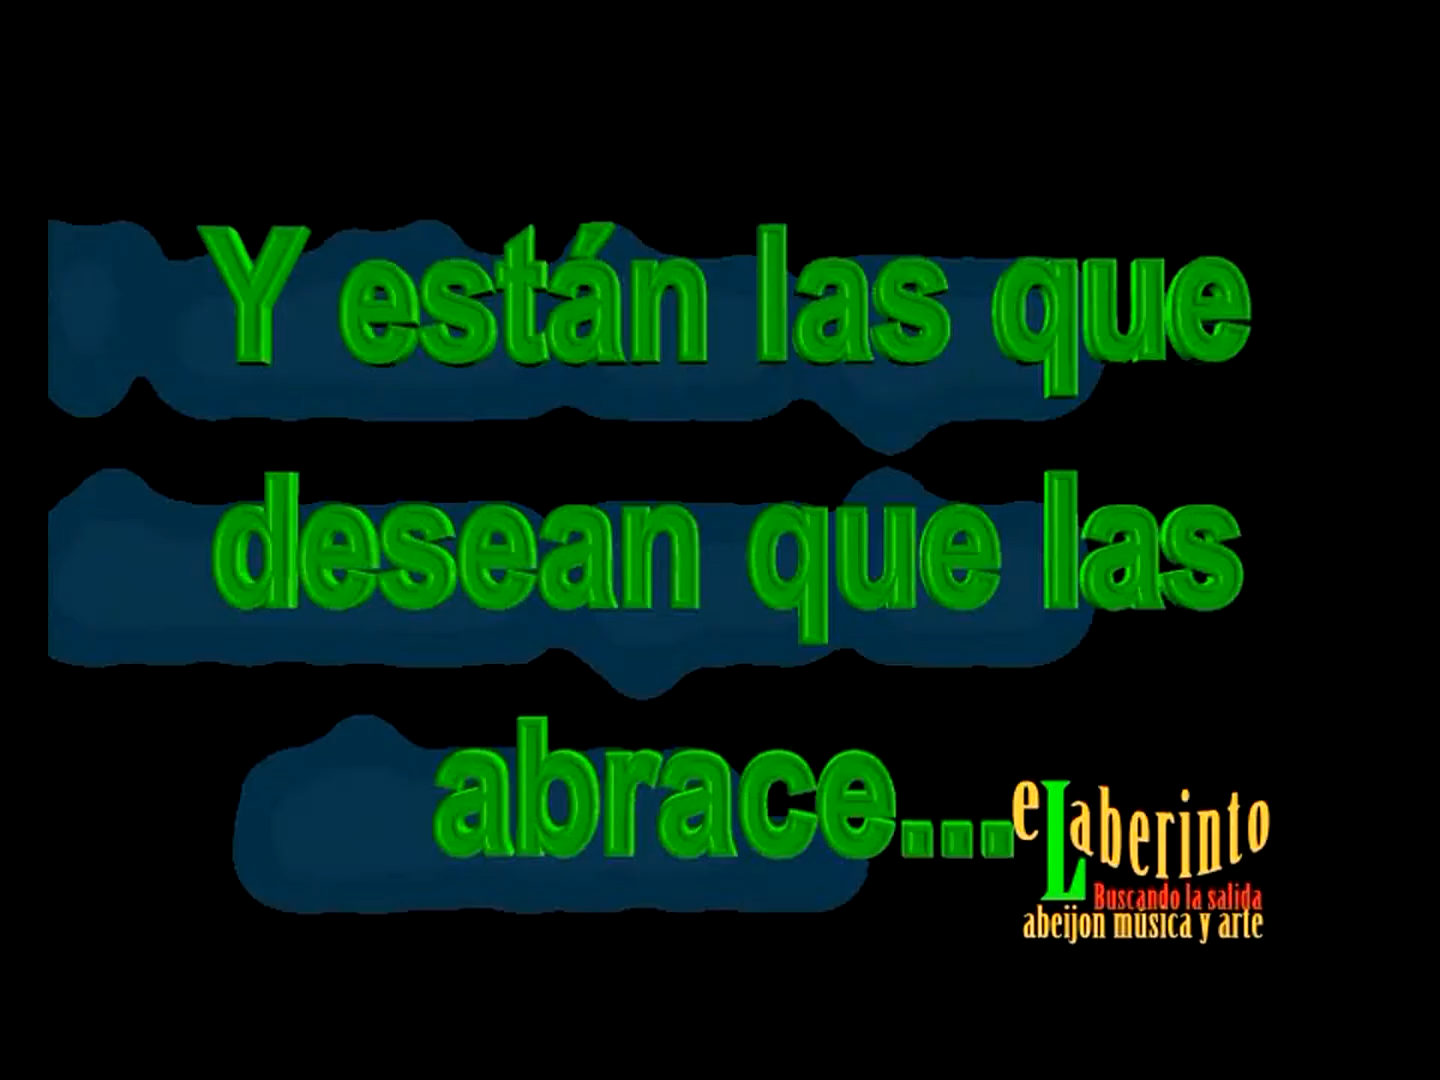 Y están las que
desean que las
abrace...
eLaberinto
Buscando la salida
abeijon música y arte